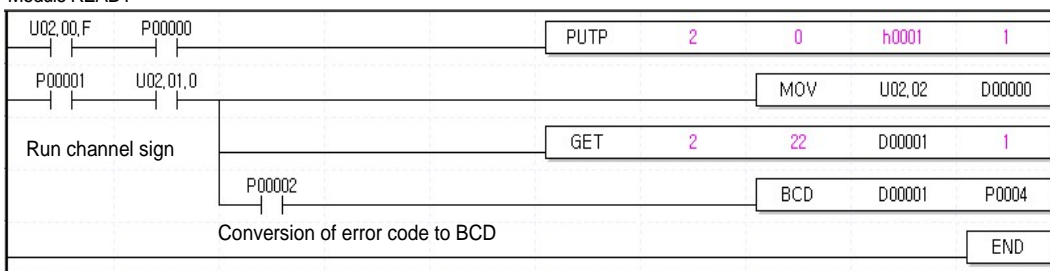 Module READY
U02,00,F P00000 PUTP 2 0 h0001 1
P00001 U02,01,0 MOV U02,02 D00000
Run channel sign GET 2 22 D00001 1
P00002 BCD D00001 P0004
Conversion of error code to BCD
END